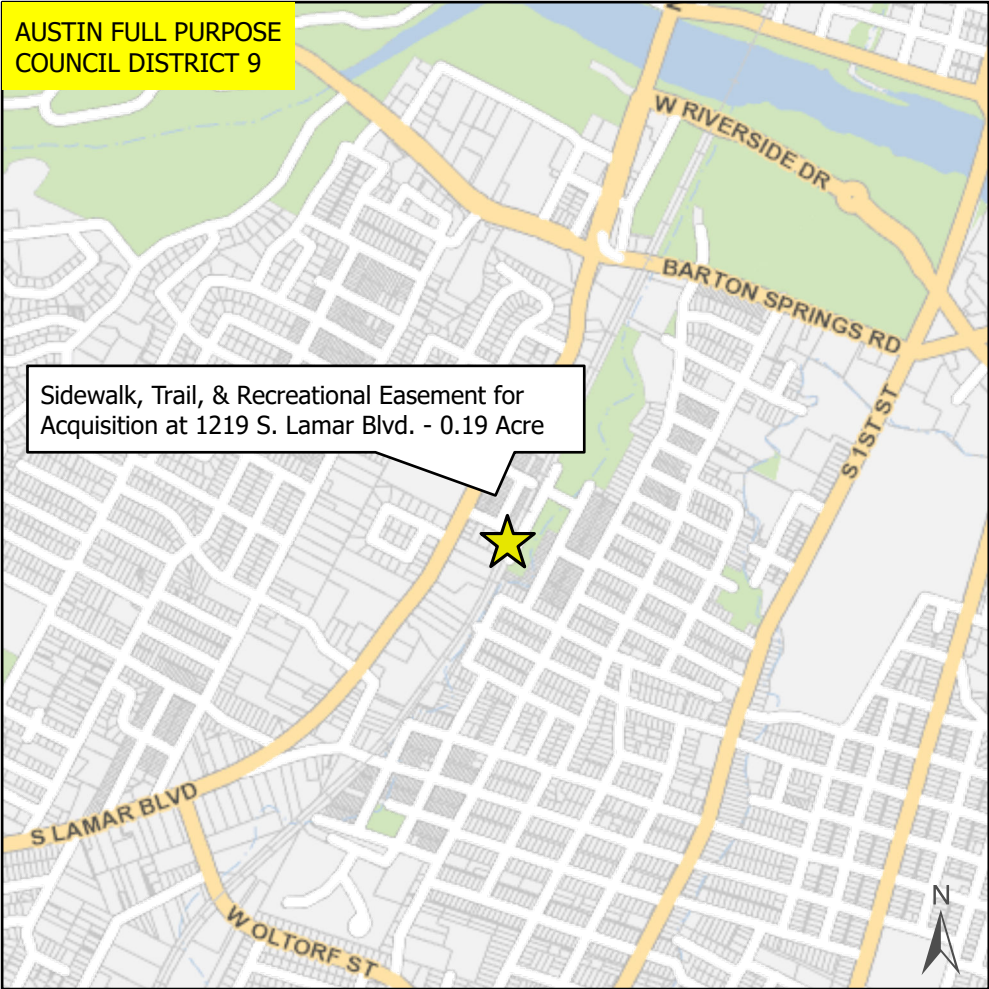 AUSTIN FULL PURPOSE
COUNCIL DISTRICT 9
W RIVERSIDE DR
BARTON SPRINGS RD
Sidewalk, Trail, & Recreational Easement for
Acquisition at 1219 S. Lamar Blvd. - 0.19 Acre
S 1ST ST
S LAMAR BLVD
W OLTORF ST
N